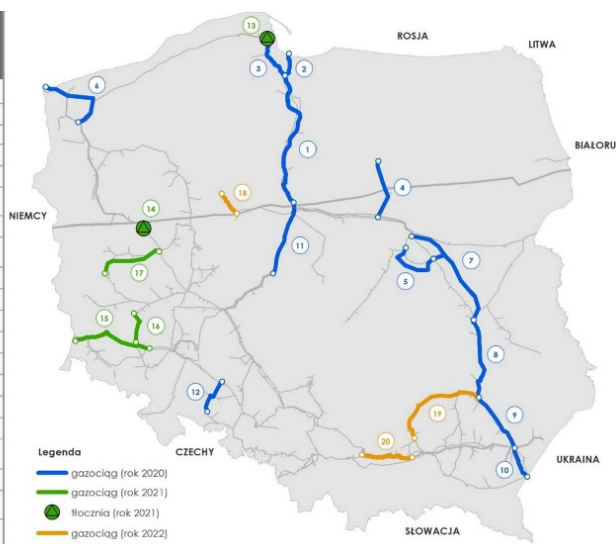 13
ROSJA
LITWA
3
2
6
1
BIAŁORU
4
18
14
NIEMCY
11
7
17
5
15
16
8
12
19
9
Legenda
20
CZECHY
UKRAINA
10
gazociąg (rok 2020)
gazociąg (rok 2021)
tłocznia (rok 2021)
SŁOWACJA
gazociąg (rok 2022)